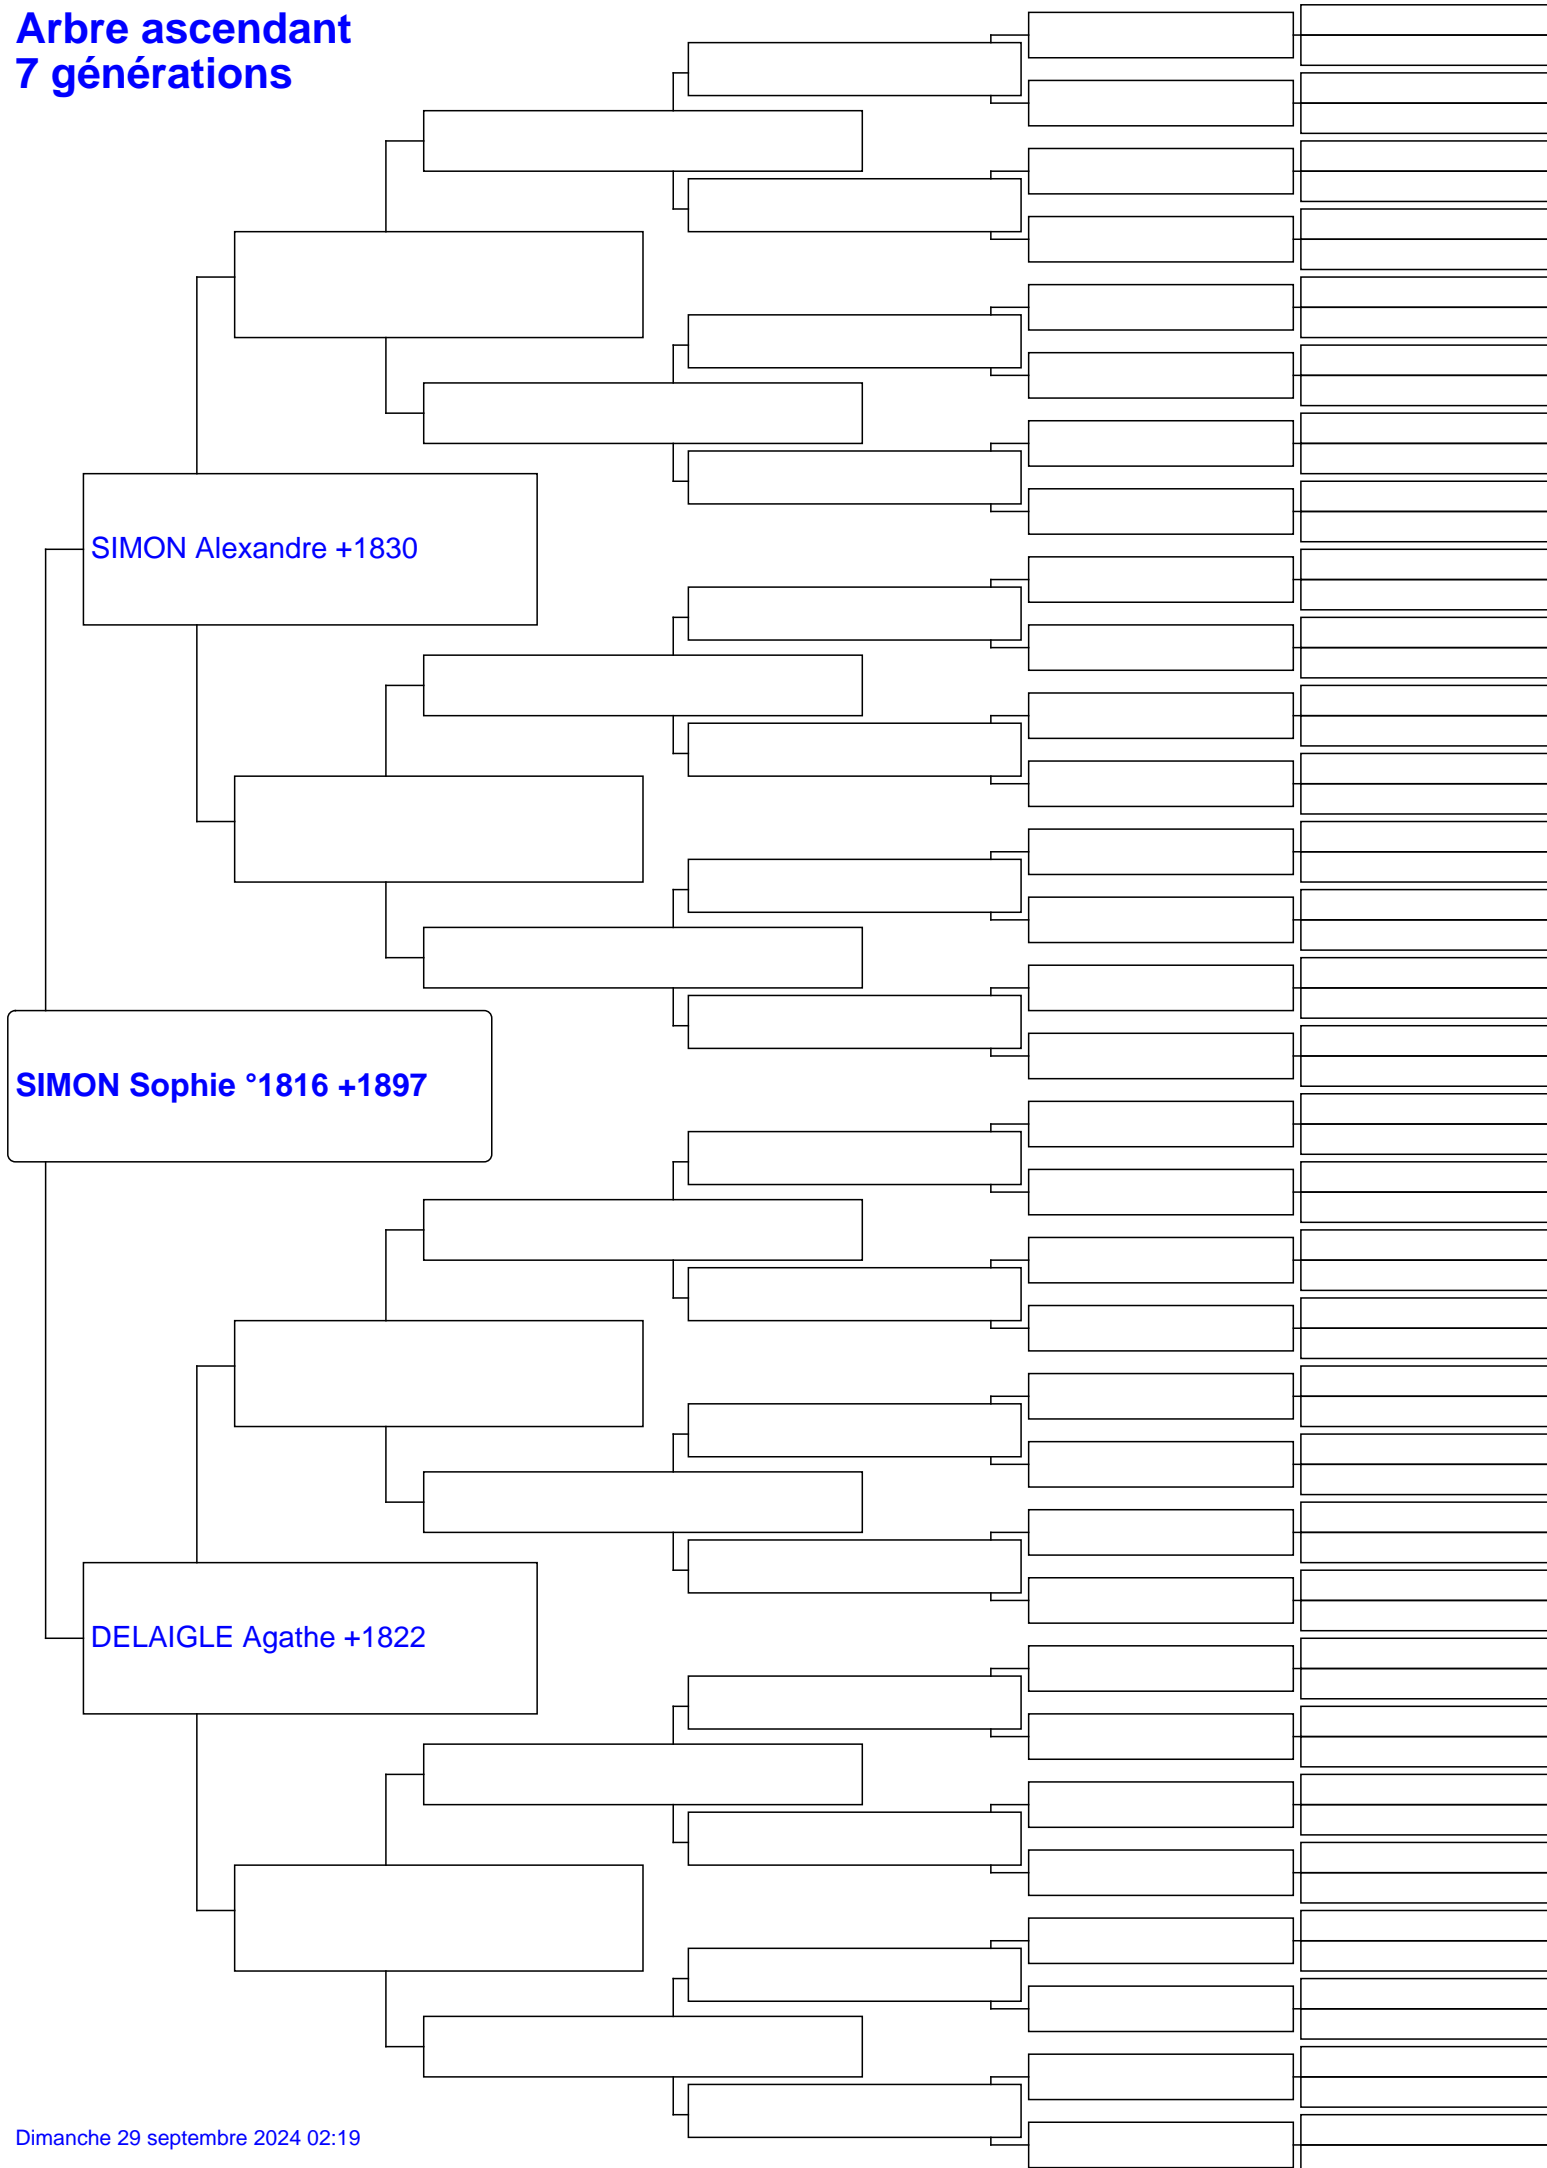 Arbre ascendant
7 générations
SIMON Alexandre +1830
SIMON Sophie °1816 +1897
DELAIGLE Agathe +1822
Dimanche 29 septembre 2024 02:19